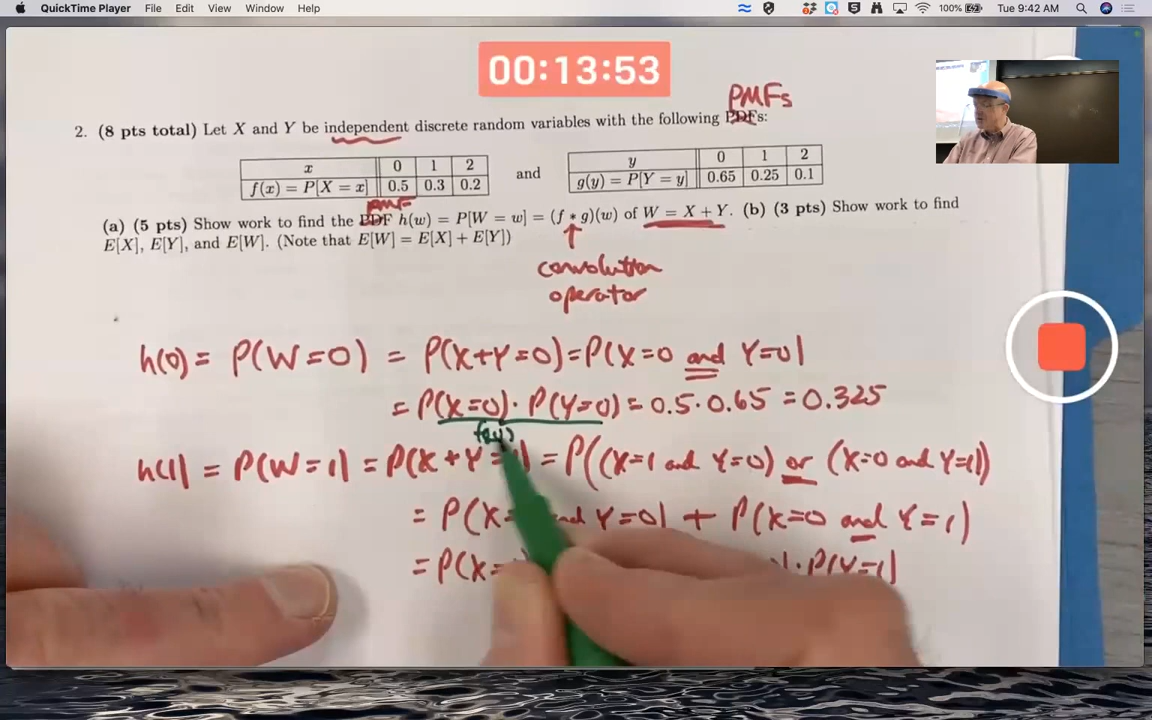 QuickTime Player File Edit View Window Help 100% Tue 9:42 AM
00:13:53
PMFs
2. (8 pts total) Let X and Y be independent discrete random variables with the following PDFs:
x 0 1 2
f(x) = P[X = x] 0.5 0.3 0.2
and
y 0 1 2
g(y) = P[Y = y] 0.65 0.25 0.1
PMF
(a) (5 pts) Show work to find the PDF h(w) = P[W = w] = (f * g)(w) of W = X + Y. (b) (3 pts) Show work to find
E[X], E[Y], and E[W]. (Note that E[W] = E[X] + E[Y])
convolution
operator
h(0) = P(W=0) = P(X+Y=0) = P(X=0 and Y=0)
= P(X=0) · P(Y=0) = 0.5 · 0.65 = 0.325
h(1) = P(W=1) = P(X+Y=1) = P((X=1 and Y=0) or (X=0 and Y=1))
= P(X= and Y=0) + P(X=0 and Y=1)
= P(X= · P(Y=1)